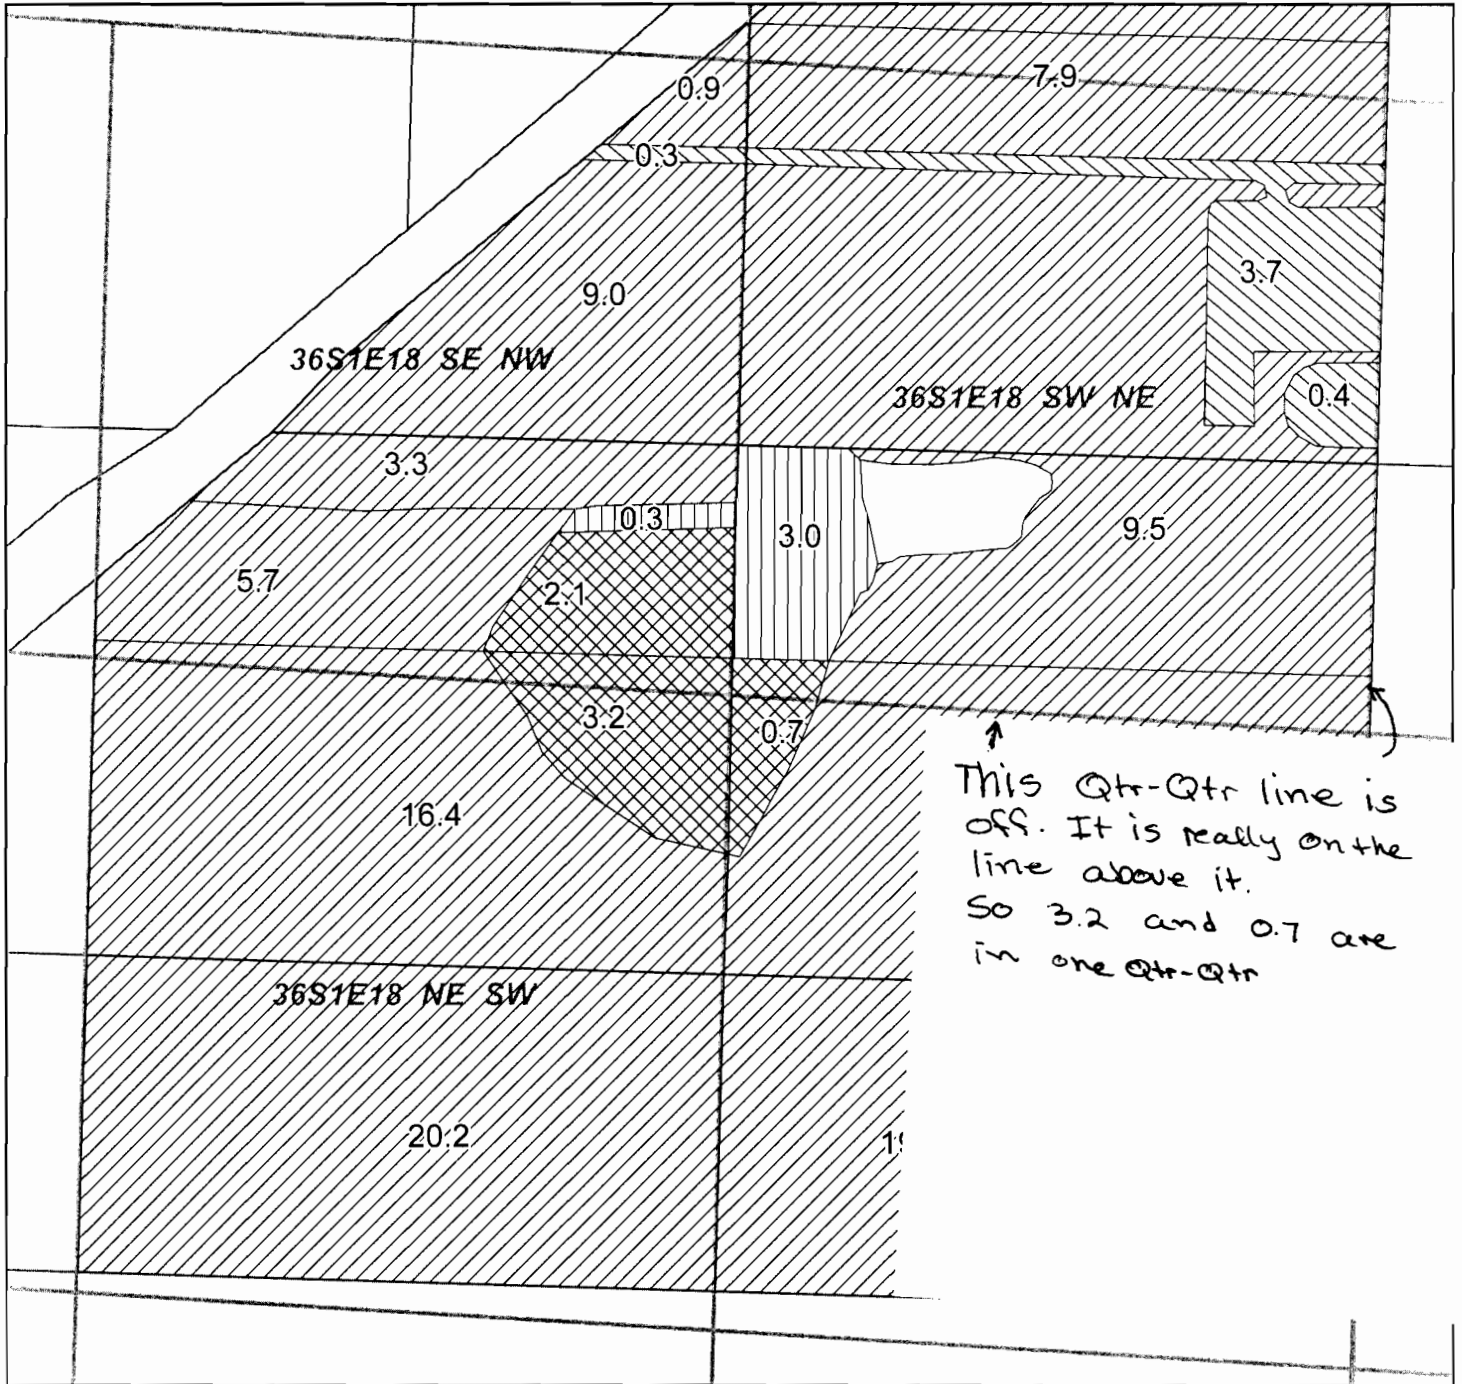 0.9
7.9
0.3
3.7
9.0
36S1E18 SE NW
36S1E18 SW NE
0.4
3.3
0.3
3.0
9.5
5.7
2.1
3.2
0.7
16.4
This Qtr-Qtr line is
off. It is really on the
line above it.
So 3.2 and 0.7 are
in one Qtr-Qtr
36S1E18 NE SW
20.2